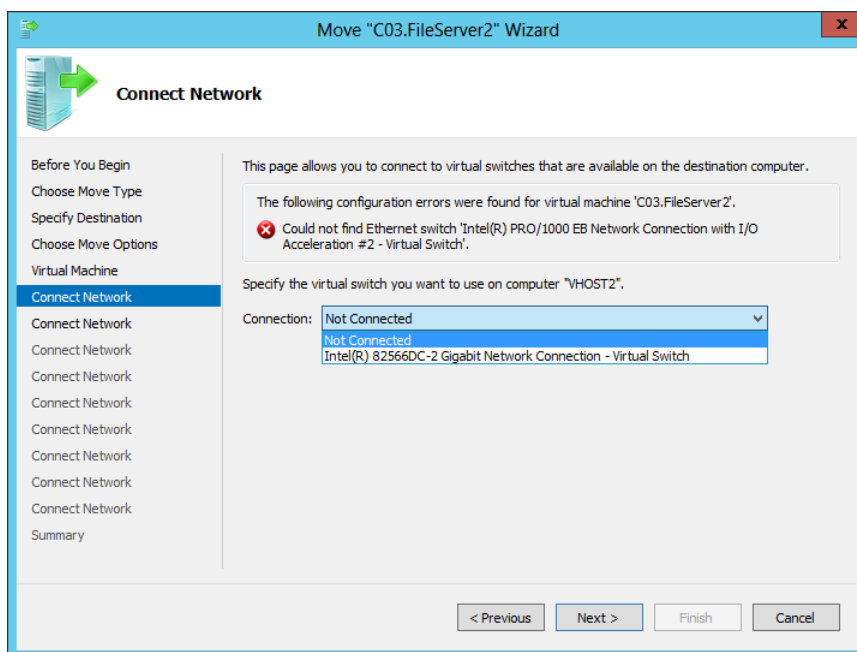 Move "C03.FileServer2" Wizard
x
Connect Network
Before You Begin
Choose Move Type
Specify Destination
Choose Move Options
Virtual Machine
Connect Network
Connect Network
Connect Network
Connect Network
Connect Network
Connect Network
Connect Network
Connect Network
Connect Network
Summary
This page allows you to connect to virtual switches that are available on the destination computer.
The following configuration errors were found for virtual machine 'C03.FileServer2'.
Could not find Ethernet switch 'Intel(R) PRO/1000 EB Network Connection with I/O
Acceleration #2 - Virtual Switch'.
Specify the virtual switch you want to use on computer "VHOST2".
Connection: Not Connected
Not Connected
Intel(R) 82566DC-2 Gigabit Network Connection - Virtual Switch
< Previous Next > Finish Cancel